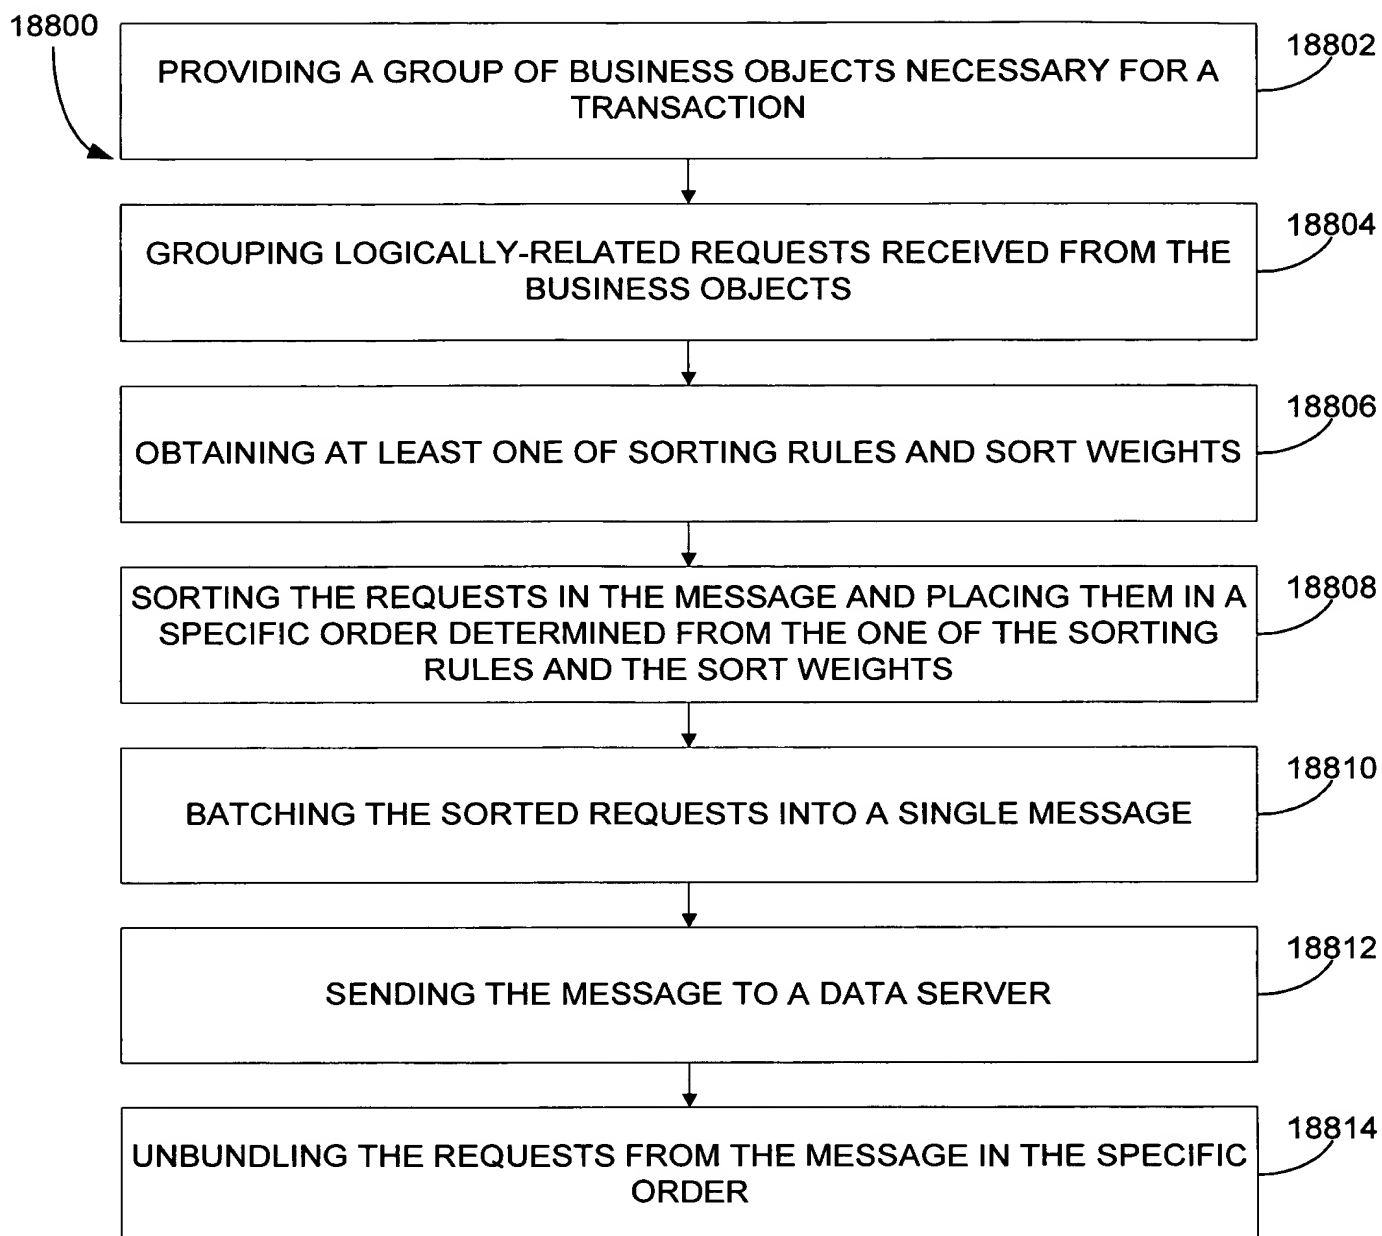 18800
18802
PROVIDING A GROUP OF BUSINESS OBJECTS NECESSARY FOR A
TRANSACTION
18804
GROUPING LOGICALLY-RELATED REQUESTS RECEIVED FROM THE
BUSINESS OBJECTS
18806
OBTAINING AT LEAST ONE OF SORTING RULES AND SORT WEIGHTS
18808
SORTING THE REQUESTS IN THE MESSAGE AND PLACING THEM IN A
SPECIFIC ORDER DETERMINED FROM THE ONE OF THE SORTING
RULES AND THE SORT WEIGHTS
18810
BATCHING THE SORTED REQUESTS INTO A SINGLE MESSAGE
18812
SENDING THE MESSAGE TO A DATA SERVER
18814
UNBUNDLING THE REQUESTS FROM THE MESSAGE IN THE SPECIFIC
ORDER